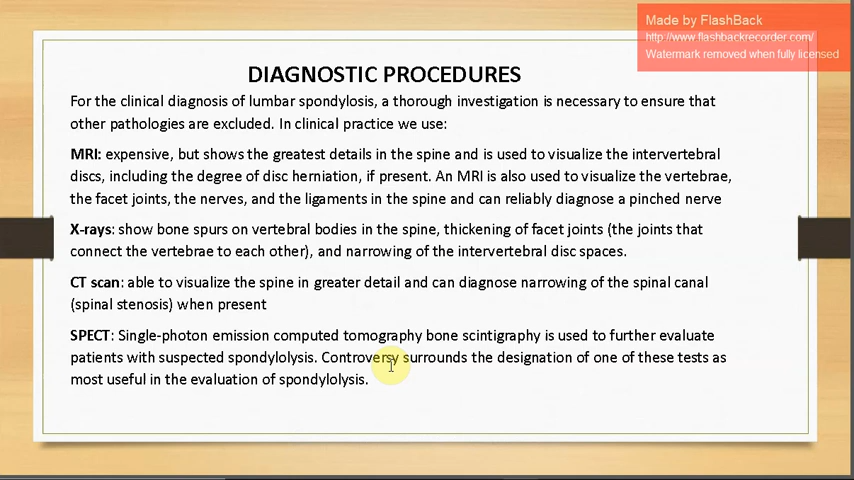 Made by FlashBack
http://www.flashbackrecorder.com/
Watermark removed when fully licensed
DIAGNOSTIC PROCEDURES
For the clinical diagnosis of lumbar spondylosis, a thorough investigation is necessary to ensure that
other pathologies are excluded. In clinical practice we use:
MRI: expensive, but shows the greatest details in the spine and is used to visualize the intervertebral
discs, including the degree of disc herniation, if present. An MRI is also used to visualize the vertebrae,
the facet joints, the nerves, and the ligaments in the spine and can reliably diagnose a pinched nerve
X-rays: show bone spurs on vertebral bodies in the spine, thickening of facet joints (the joints that
connect the vertebrae to each other), and narrowing of the intervertebral disc spaces.
CT scan: able to visualize the spine in greater detail and can diagnose narrowing of the spinal canal
(spinal stenosis) when present
SPECT: Single-photon emission computed tomography bone scintigraphy is used to further evaluate
patients with suspected spondylolysis. Controversy surrounds the designation of one of these tests as
most useful in the evaluation of spondylolysis.